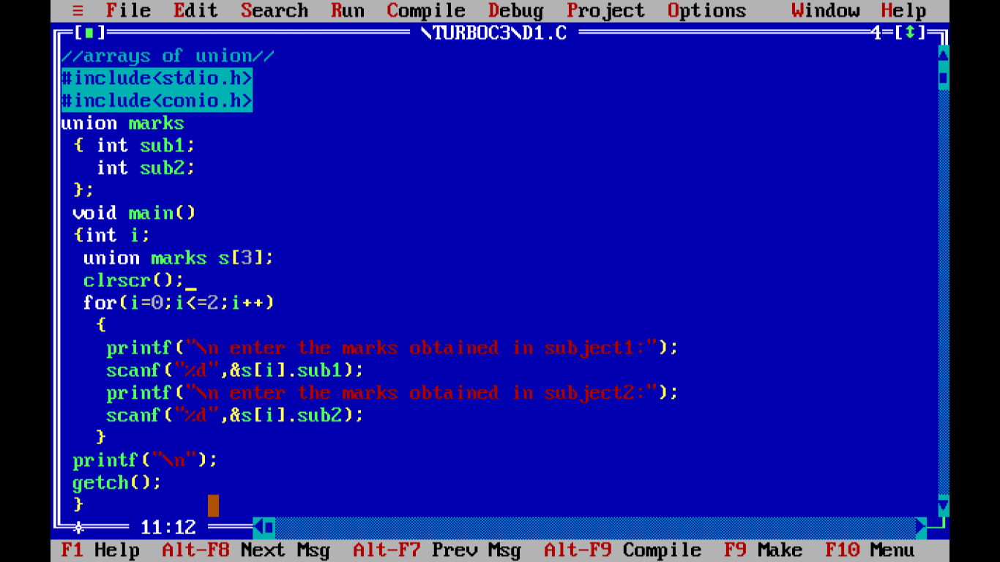 ≡ File Edit Search Run Compile Debug Project Options Window Help
[■] \TURBOC3\D1.C 4=[↕]
//arrays of union//
#include<stdio.h>
#include<conio.h>
union marks
{ int sub1;
int sub2;
};
void main()
{int i;
union marks s[3];
clrscr();_
for(i=0;i<=2;i++)
{
printf("\n enter the marks obtained in subject1:");
scanf("%d",&s[i].sub1);
printf("\n enter the marks obtained in subject2:");
scanf("%d",&s[i].sub2);
}
printf("\n");
getch();
}
11:12
F1 Help Alt-F8 Next Msg Alt-F7 Prev Msg Alt-F9 Compile F9 Make F10 Menu